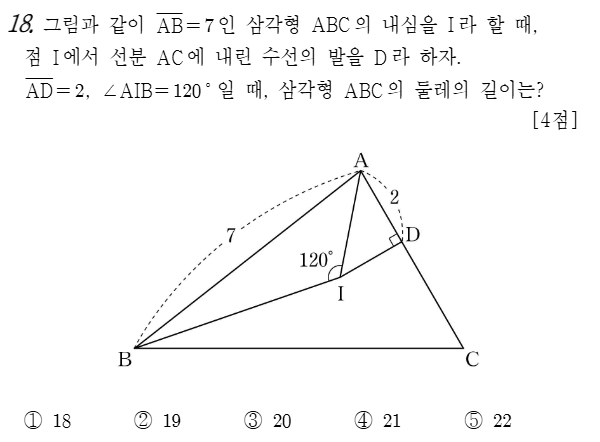 18. 그림과 같이 AB=7인 삼각형 ABC의 내심을 I라 할 때,
점 I에서 선분 AC에 내린 수선의 발을 D라 하자.
AD=2, ∠AIB=120°일 때, 삼각형 ABC의 둘레의 길이는?
[4점]
A
2
7
D
120°
I
B
C
① 18 ② 19 ③ 20 ④ 21 ⑤ 22